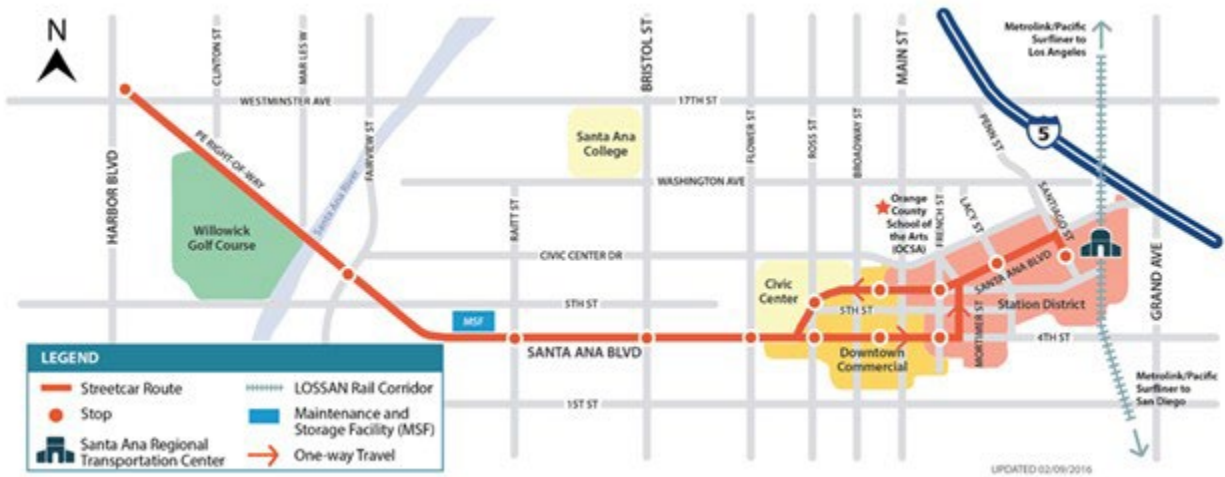 N
CLINTON ST
BRISTOL ST
MAIN ST
Metrolink/Pacific
Surfliner to
Los Angeles
WESTMINSTER AVE
17TH ST
5
HARBOR BLVD
PE RIGHT-OF-WAY
FAIRVIEW ST
Santa Ana River
Santa Ana
College
FLOWER ST
ROSS ST
BROADWAY ST
PENN ST
WASHINGTON AVE
Willowick
Golf Course
RAITT ST
Orange
County
School of
the Arts
(OCSA)
FRENCH ST
LACY ST
SANTIAGO ST
GRAND AVE
CIVIC CENTER DR
SANTA ANA BLVD
Civic
Center
5TH ST
5TH ST
Station District
MORTIMER ST
4TH ST
MSF
SANTA ANA BLVD
Downtown
Commercial
1ST ST
Metrolink/Pacific
Surfliner to
San Diego
LEGEND
Streetcar Route
Stop
Santa Ana Regional
Transportation Center
LOSSAN Rail Corridor
Maintenance and
Storage Facility (MSF)
One-way Travel
UPDATED 02/09/2016